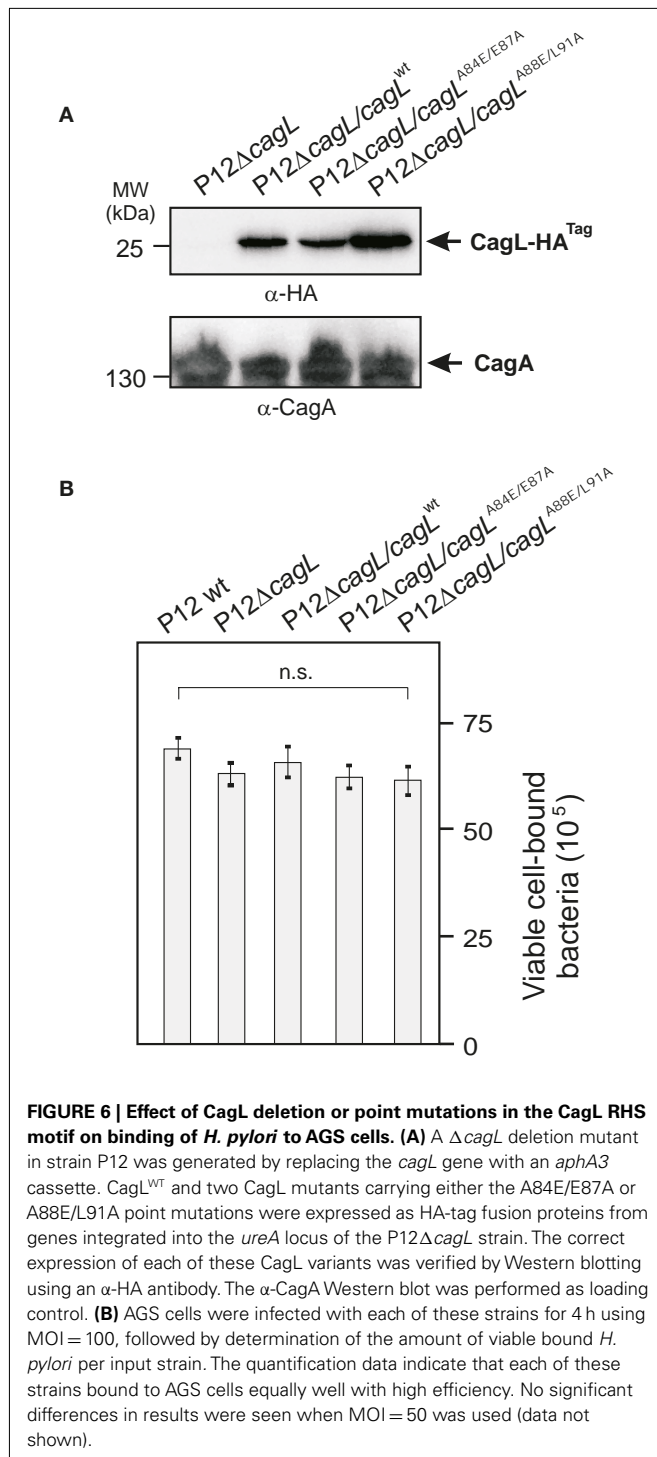 A
P12ΔcagL
P12ΔcagL/cagL^wt
P12ΔcagL/cagL^A84E/E87A
P12ΔcagL/cagL^A88E/L91A
MW
(kDa)
25
CagL-HA^Tag
α-HA
130
CagA
α-CagA
B
P12 wt
P12ΔcagL
P12ΔcagL/cagL^wt
P12ΔcagL/cagL^A84E/E87A
P12ΔcagL/cagL^A88E/L91A
n.s.
75
50
25
0
Viable cell-bound
bacteria (10^5)
FIGURE 6 | Effect of CagL deletion or point mutations in the CagL RHS
motif on binding of H. pylori to AGS cells. (A) A ΔcagL deletion mutant
in strain P12 was generated by replacing the cagL gene with an aphA3
cassette. CagL^WT and two CagL mutants carrying either the A84E/E87A or
A88E/L91A point mutations were expressed as HA-tag fusion proteins from
genes integrated into the ureA locus of the P12ΔcagL strain. The correct
expression of each of these CagL variants was verified by Western blotting
using an α-HA antibody. The α-CagA Western blot was performed as loading
control. (B) AGS cells were infected with each of these strains for 4 h using
MOI = 100, followed by determination of the amount of viable bound H.
pylori per input strain. The quantification data indicate that each of these
strains bound to AGS cells equally well with high efficiency. No significant
differences in results were seen when MOI = 50 was used (data not
shown).